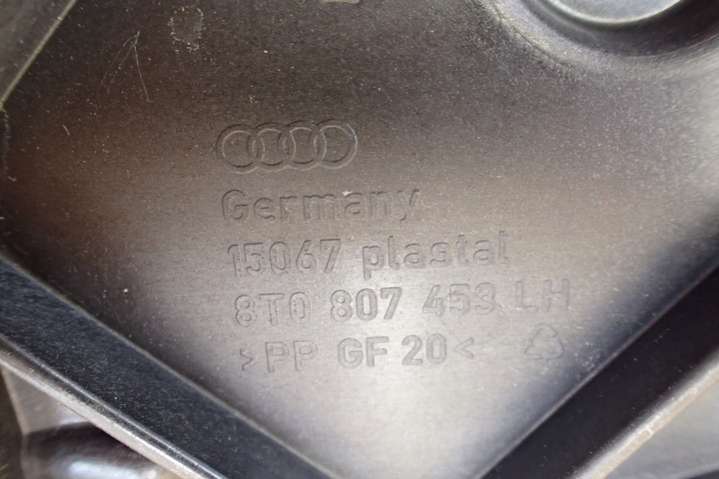 Germany
15067 plastal
8T0 807 453 LH
>PP GF 20<